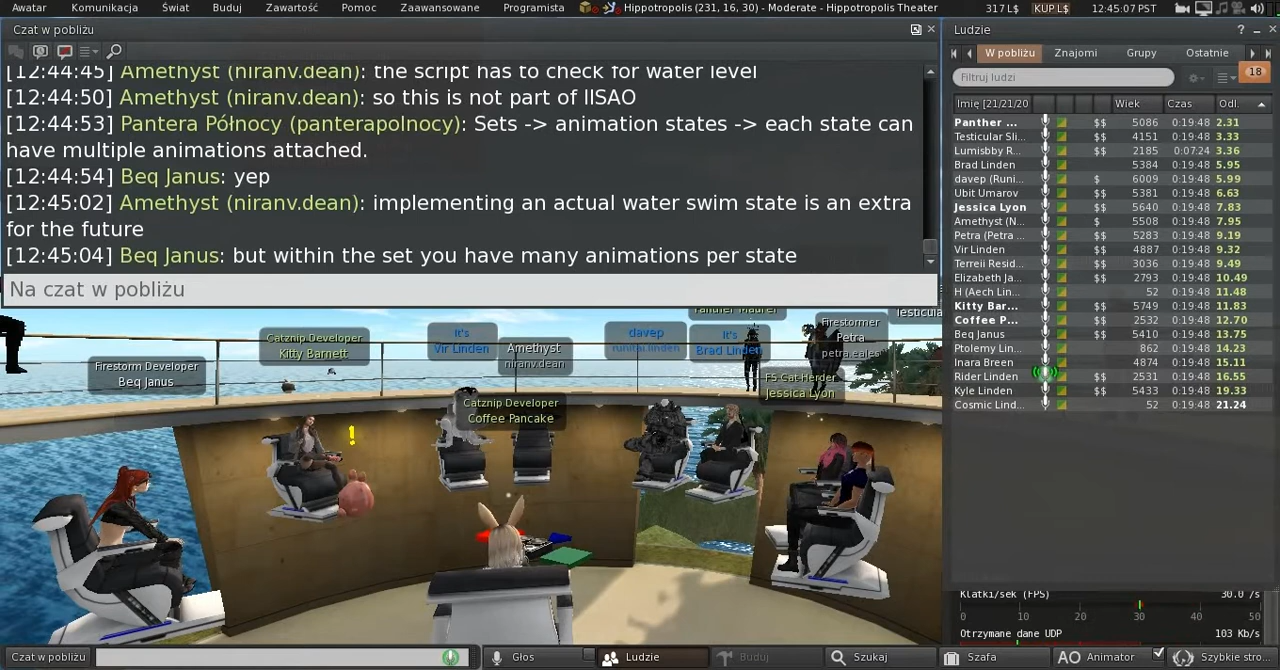 Awatar Komunikacja Świat Buduj Zawartość Pomoc Zaawansowane Programista Hippotropolis (231, 16, 30) - Moderate - Hippotropolis Theater 317 L$ KUP L$ 12:45:07 PST
Czat w pobliżu
[12:44:45] Amethyst (niranv.dean): the script has to check for water level
[12:44:50] Amethyst (niranv.dean): so this is not part of IISAO
[12:44:53] Pantera Północy (panterapolnocy): Sets -> animation states -> each state can
have multiple animations attached.
[12:44:54] Beq Janus: yep
[12:45:02] Amethyst (niranv.dean): implementing an actual water swim state is an extra
for the future
[12:45:04] Beq Janus: but within the set you have many animations per state
Na czat w pobliżu
Firestorm Developer
Beq Janus
Catznip Developer
Kitty Barnett
It's
Vir Linden
Amethyst
niranv.dean
Catznip Developer
Coffee Pancake
davep
runitai.linden
Panther Maurer
It's
Brad Linden
FS Cat Herder
Jessica Lyon
Firestormer
Petra
petra.eales
Testicular
Ludzie
? _ ×
W pobliżu Znajomi Grupy Ostatnie
Filtruj ludzi
18
Imię [21/21/20 Wiek Czas Odl.
Panther ... $$ 5086 0:19:48 2.31
Testicular Sli... $$ 4151 0:19:48 3.33
Lumisbby R... $$ 2185 0:07:24 3.36
Brad Linden 5384 0:19:48 5.95
davep (Runi... $ 6009 0:19:48 5.99
Ubit Umarov $$ 5381 0:19:48 6.63
Jessica Lyon $$ 5640 0:19:48 7.83
Amethyst (N... $ 5508 0:19:48 7.95
Petra (Petra ... $$ 5283 0:19:48 9.19
Vir Linden $$ 4887 0:19:48 9.32
Terreii Resid... $$ 3036 0:19:48 9.49
Elizabeth Ja... $$ 2793 0:19:48 10.49
H (Aech Lin... 52 0:19:48 11.48
Kitty Bar... $$ 5749 0:19:48 11.83
Coffee P... $$ 2532 0:19:48 12.70
Beq Janus $$ 5410 0:19:48 13.75
Ptolemy Lin... 862 0:19:48 14.23
Inara Breen 4874 0:19:48 15.11
Rider Linden $$ 2531 0:19:48 16.55
Kyle Linden $$ 5433 0:19:48 19.33
Cosmic Lind... 52 0:19:48 21.24
Klatki/sek (FPS) 30.0 /s
0 10 20 30 40 50
Otrzymane dane UDP 103 Kb/s
Czat w pobliżu Głos Ludzie Buduj Szukaj Szafa AO Animator Szybkie stro...